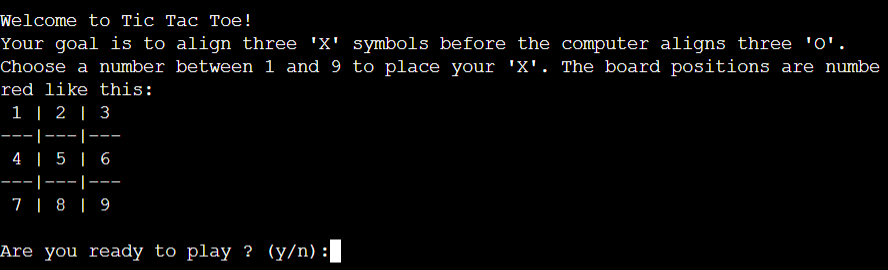 Welcome to Tic Tac Toe!
Your goal is to align three 'X' symbols before the computer aligns three 'O'.
Choose a number between 1 and 9 to place your 'X'. The board positions are numbe
red like this:
 1 | 2 | 3
---|---|---
 4 | 5 | 6
---|---|---
 7 | 8 | 9
Are you ready to play ? (y/n):